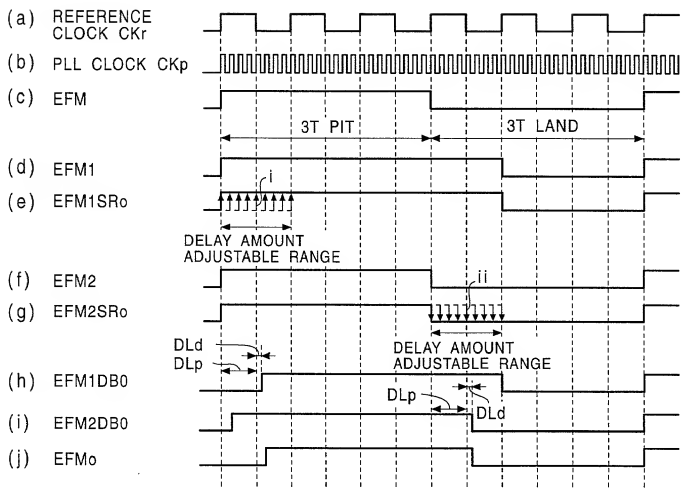 (a) REFERENCE
CLOCK CKr
(b) PLL CLOCK CKp
(c) EFM
3T PIT 3T LAND
(d) EFM1
(e) EFM1SRo
i
DELAY AMOUNT
ADJUSTABLE RANGE
(f) EFM2
(g) EFM2SRo
ii
DELAY AMOUNT
ADJUSTABLE RANGE
DLd
DLp
(h) EFM1DB0
DLp DLd
(i) EFM2DB0
(j) EFMo